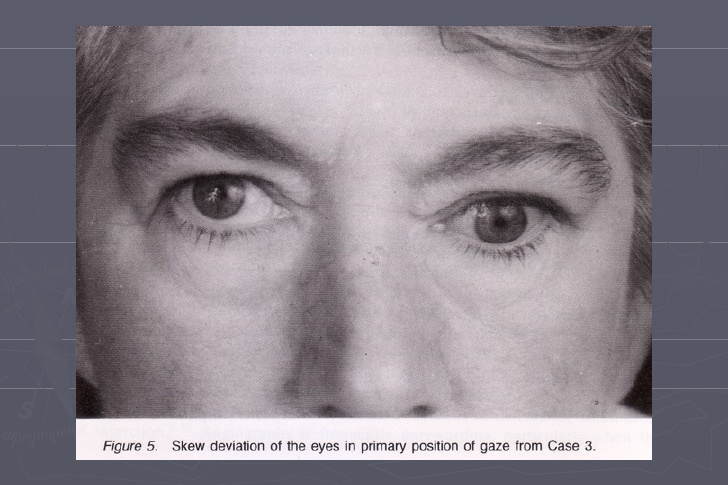 Figure 5. Skew deviation of the eyes in primary position of gaze from Case 3.
S